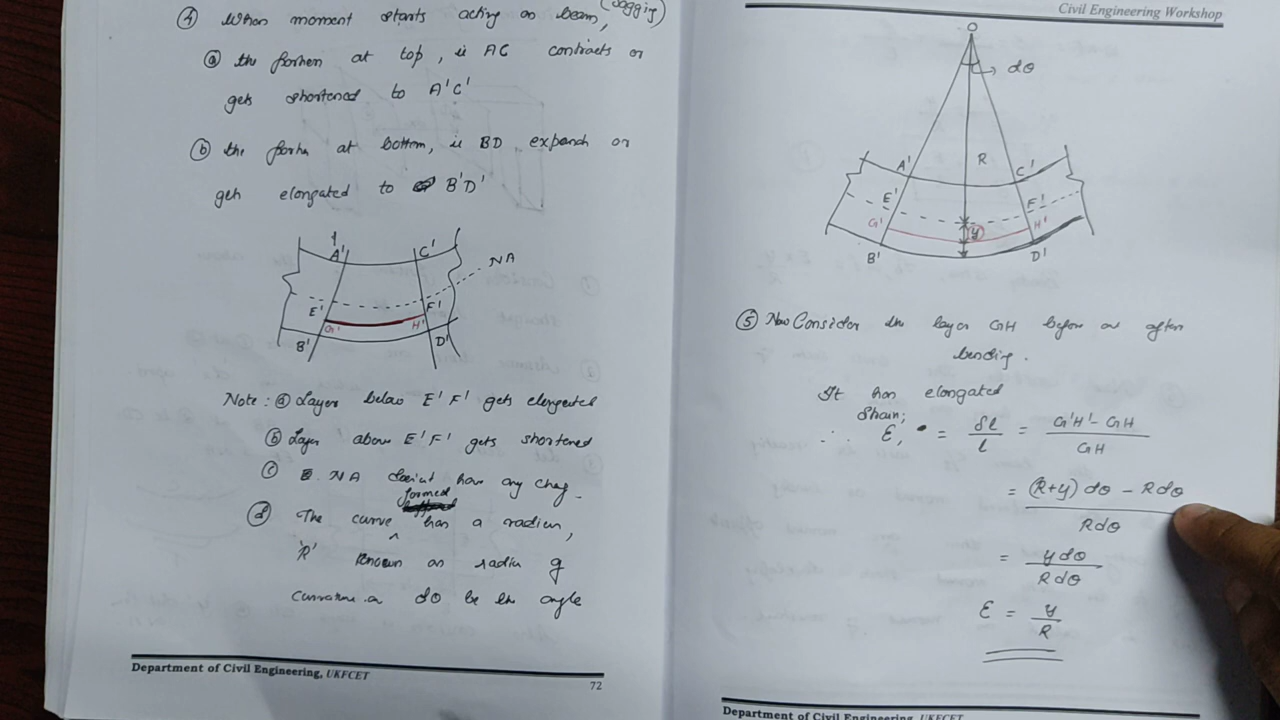 ④ When moment starts acting on beam, (Sagging)
ⓐ the portion at top, ie AC contracts or
gets shortened to A'C'
ⓑ the portion at bottom, ie BD expands or
gets elongated to B'D'
A' C'
NA
E' F'
G' H'
B' D'
Note: ⓐ Layers below E'F' gets elongated
ⓑ Layer above E'F' gets shortened
ⓒ NA doesn't have any chang
ⓓ The curve formed has a radius,
'R' known as radius of
curvature dθ be the angle
Department of Civil Engineering, UKFCET
72
Civil Engineering Workshop
O
dθ
R
A' C'
E' F'
G' y H'
B' D'
⑤ Now Consider the layer GH before & after
bending.
It has elongated
Strain;
∴ ε, = δl/l = G'H' - GH/GH
= (R+y) dθ - R dθ/R dθ
= y dθ/R dθ
ε = y/R
Department of Civil Engineering, UKFCET